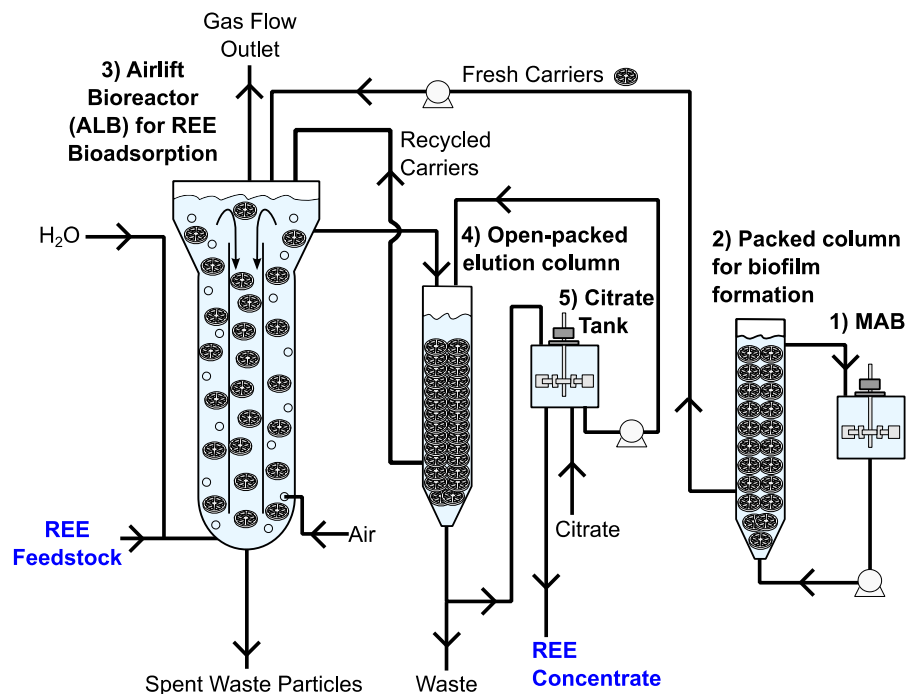 Gas Flow
Outlet
3) Airlift
Bioreactor
(ALB) for REE
Bioadsorption
Fresh Carriers
Recycled
Carriers
H₂O
4) Open-packed
elution column
2) Packed column
for biofilm
formation
5) Citrate
Tank
1) MAB
REE
Feedstock
Air
Citrate
Spent Waste Particles
Waste
REE
Concentrate